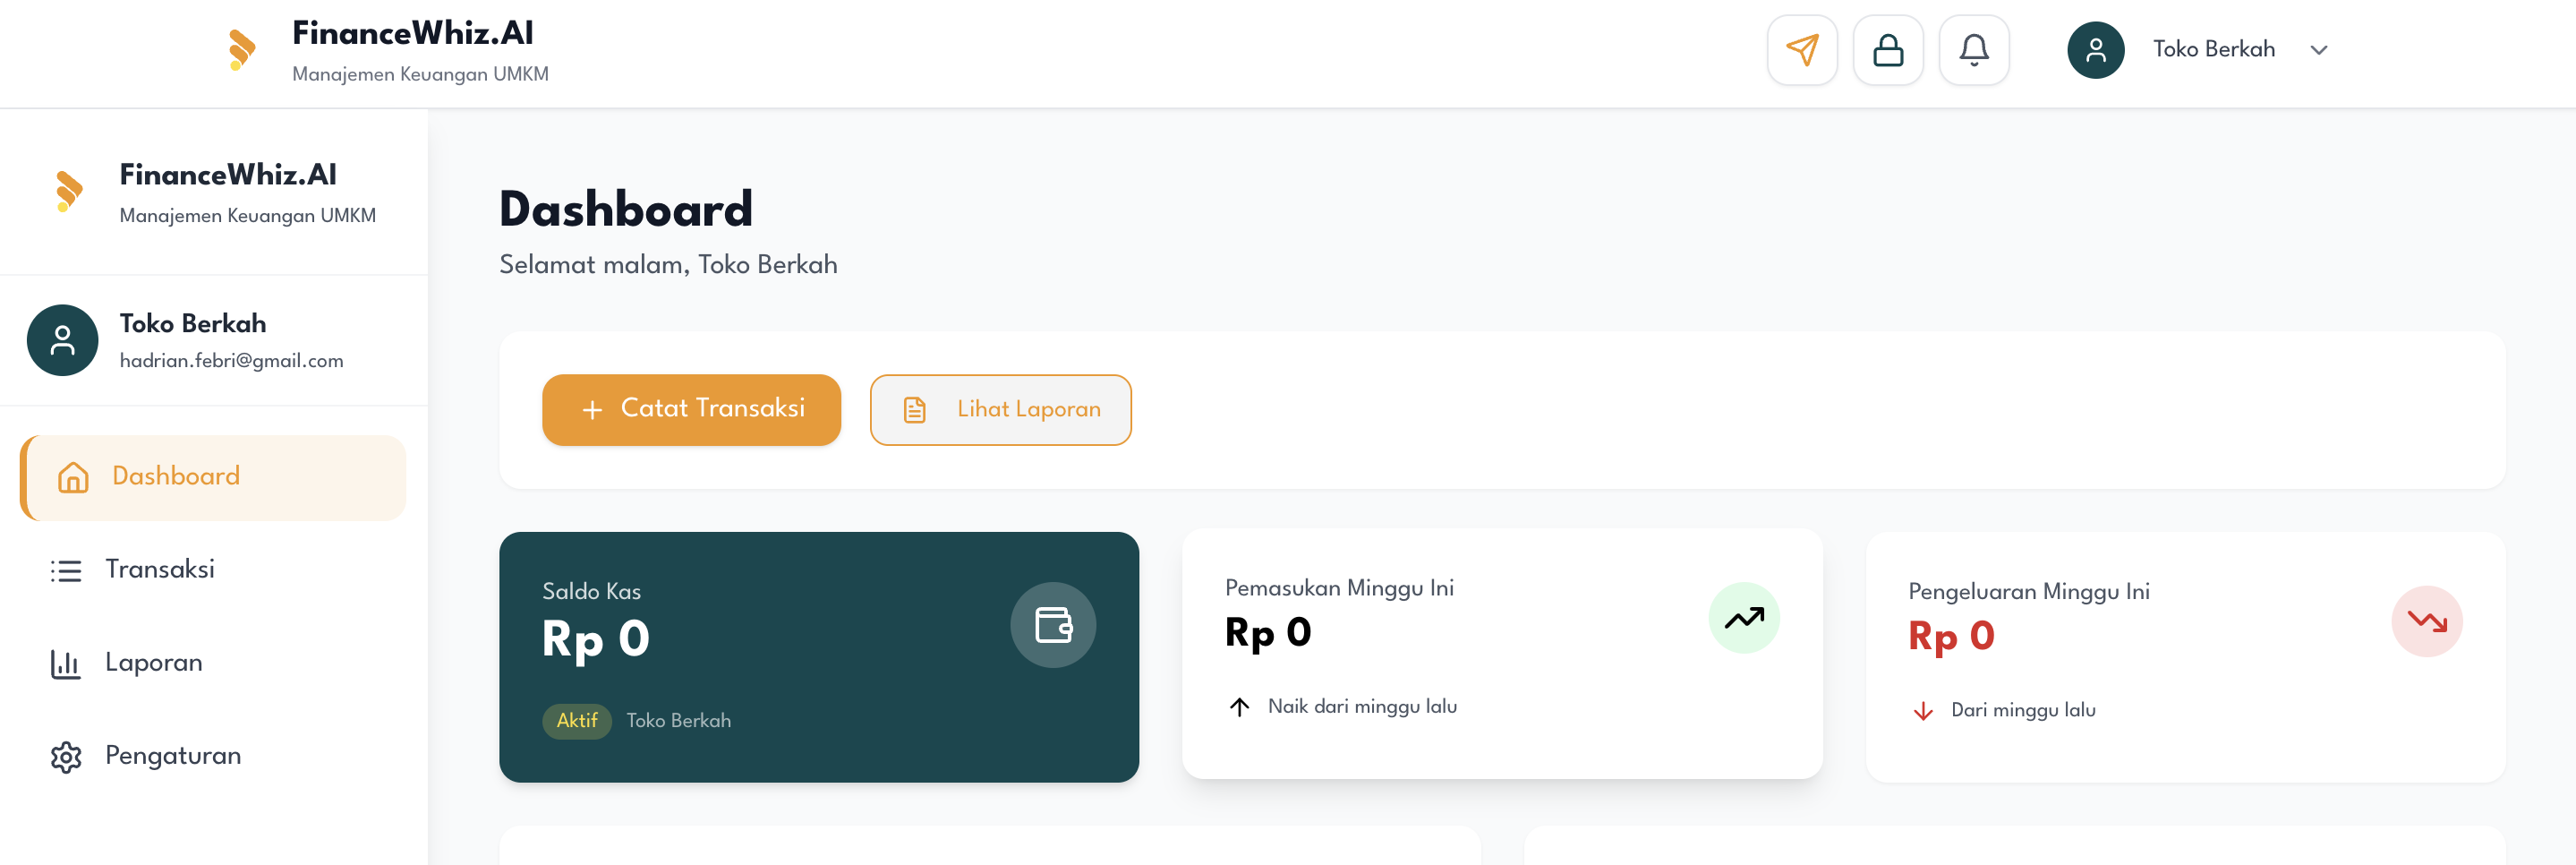 FinanceWhiz.AI
Manajemen Keuangan UMKM
Toko Berkah
FinanceWhiz.AI
Manajemen Keuangan UMKM
Toko Berkah
hadrian.febri@gmail.com
Dashboard
Transaksi
Laporan
Pengaturan
Dashboard
Selamat malam, Toko Berkah
Catat Transaksi
Lihat Laporan
Saldo Kas
Rp 0
Aktif Toko Berkah
Pemasukan Minggu Ini
Rp 0
Naik dari minggu lalu
Pengeluaran Minggu Ini
Rp 0
Dari minggu lalu